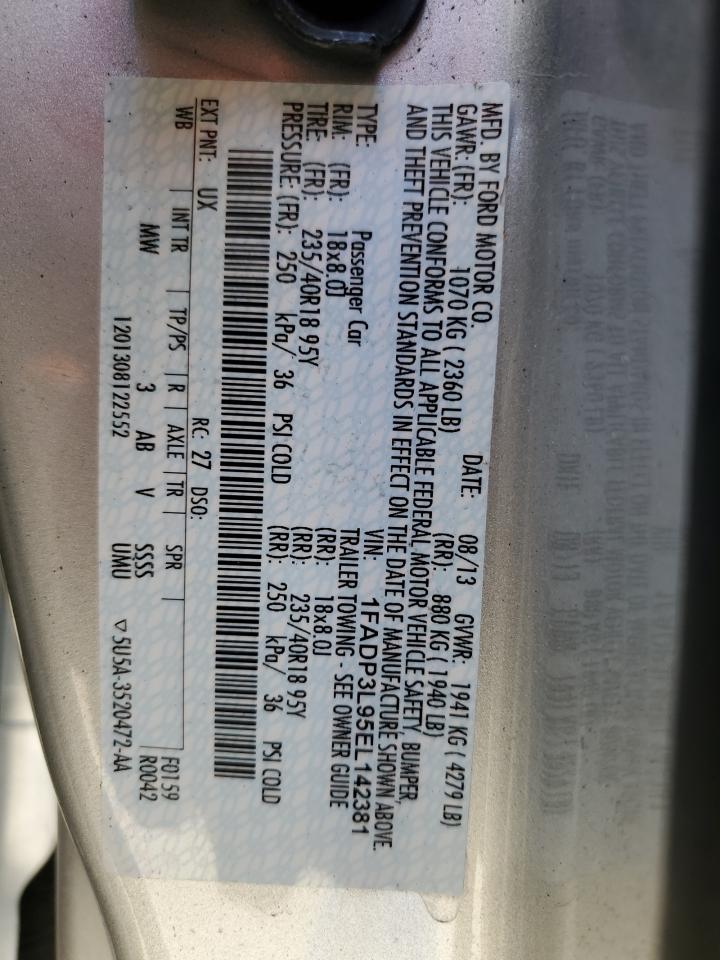 MFD. BY FORD MOTOR CO.
DATE: 08/13 GVWR: 1941 KG ( 4279 LB)
GAWR: (FR): 1070 KG ( 2360 LB) (RR): 880 KG ( 1940 LB)
THIS VEHICLE CONFORMS TO ALL APPLICABLE FEDERAL MOTOR VEHICLE SAFETY, BUMPER,
AND THEFT PREVENTION STANDARDS IN EFFECT ON THE DATE OF MANUFACTURE SHOWN ABOVE.
VIN: 1FADP3L95EL142381
TYPE: Passenger Car TRAILER TOWING - SEE OWNER GUIDE
RIM: (FR): 18x8.0J (RR): 18x8.0J
TIRE: (FR): 235/40R18 95Y (RR): 235/40R18 95Y
PRESSURE: (FR): 250 kPa/ 36 PSI COLD (RR): 250 kPa/ 36 PSI COLD
EXT PNT: UX RC: 27 DSO:
WB INT TR TP/PS R AXLE TR SPR F0159
MW 3 AB V SSSS R0042
1201308122552 UMU ▽5U5A-3520472-AA